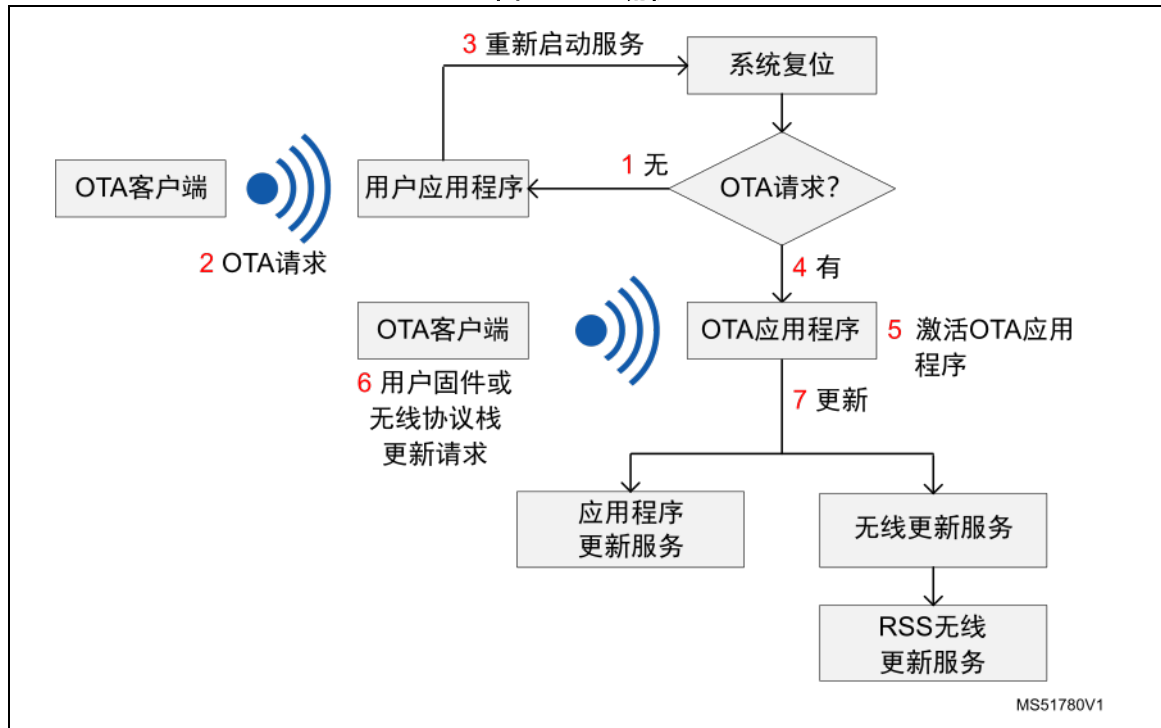 3 重新启动服务
系统复位
1 无
OTA客户端
用户应用程序
OTA请求?
2 OTA请求
4 有
OTA客户端
OTA应用程序
5 激活OTA应用
程序
6 用户固件或
无线协议栈
更新请求
7 更新
应用程序
更新服务
无线更新服务
RSS无线
更新服务
MS51780V1